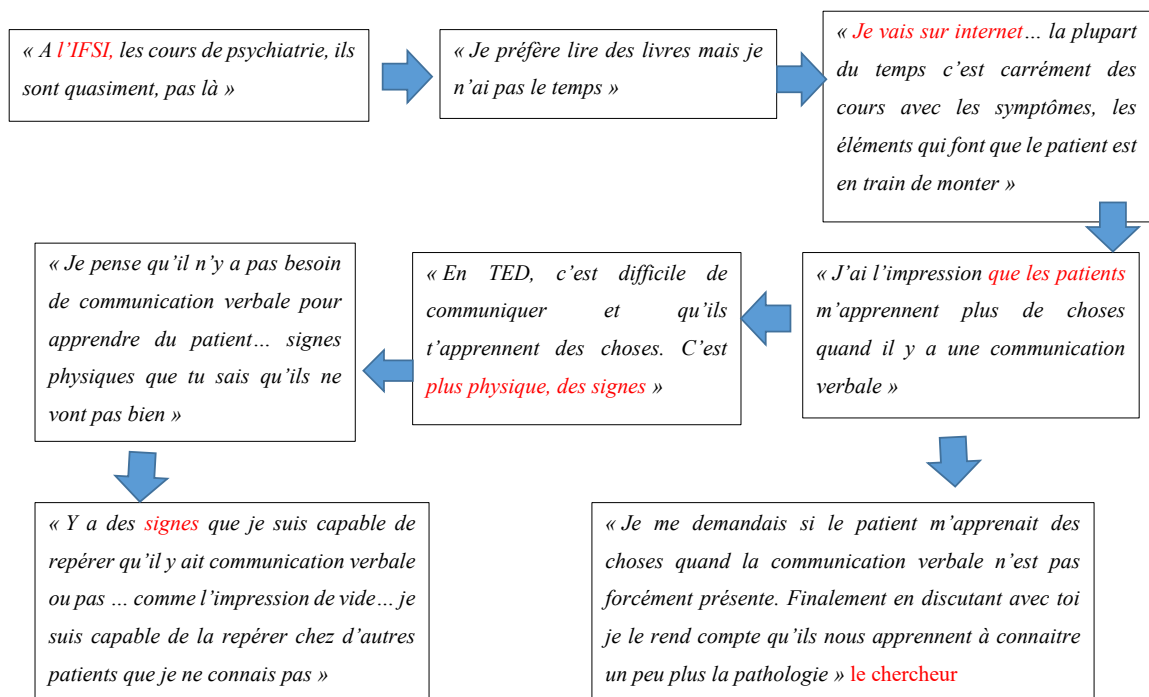 « A l’IFSI, les cours de psychiatrie, ils
sont quasiment, pas là »
« Je préfère lire des livres mais je
n’ai pas le temps »
« Je vais sur internet… la plupart
du temps c’est carrément des
cours avec les symptômes, les
éléments qui font que le patient est
en train de monter »
« J’ai l’impression que les patients
m’apprennent plus de choses
quand il y a une communication
verbale »
« En TED, c’est difficile de
communiquer et qu’ils
t’apprennent des choses. C’est
plus physique, des signes »
« Je pense qu’il n’y a pas besoin
de communication verbale pour
apprendre du patient… signes
physiques que tu sais qu’ils ne
vont pas bien »
« Y a des signes que je suis capable de
repérer qu’il y ait communication verbale
ou pas … comme l’impression de vide… je
suis capable de la repérer chez d’autres
patients que je ne connais pas »
« Je me demandais si le patient m’apprenait des
choses quand la communication verbale n’est pas
forcément présente. Finalement en discutant avec toi
je le rend compte qu’ils nous apprennent à connaitre
un peu plus la pathologie » le chercheur